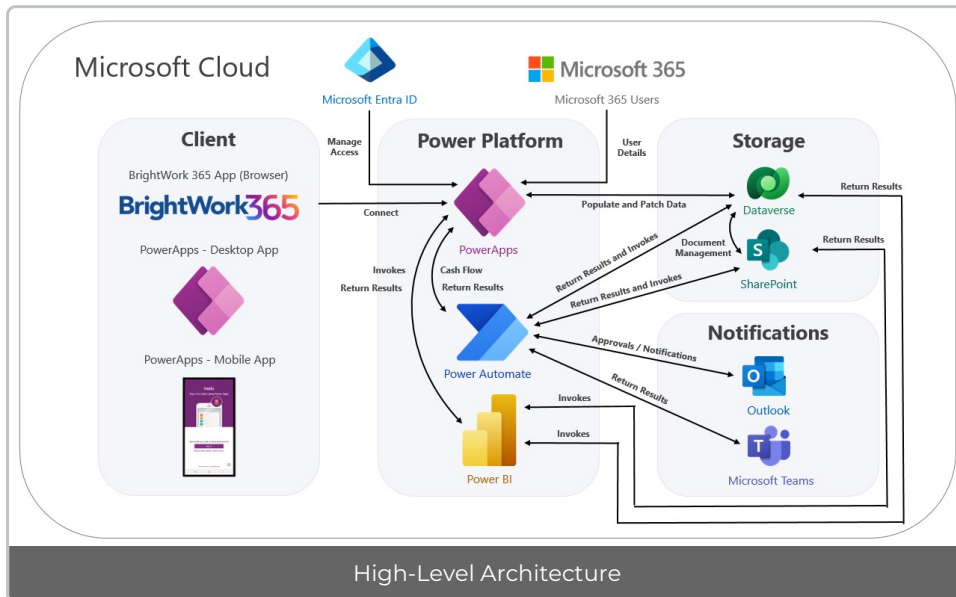 Microsoft Cloud
Microsoft Entra ID
Microsoft 365
Microsoft 365 Users
Client
BrightWork 365 App (Browser)
BrightWork365
PowerApps - Desktop App
PowerApps - Mobile App
Manage
Access
Connect
Power Platform
PowerApps
Invokes
Return Results
Cash Flow
Return Results
Power Automate
Power BI
User
Details
Populate and Patch Data
Return Results and Invokes
Document
Management
Return Results and Invokes
Approvals / Notifications
Return Results
Invokes
Invokes
Storage
Dataverse
Return Results
S
SharePoint
Return Results
Notifications
O
Outlook
T
Microsoft Teams
High-Level Architecture